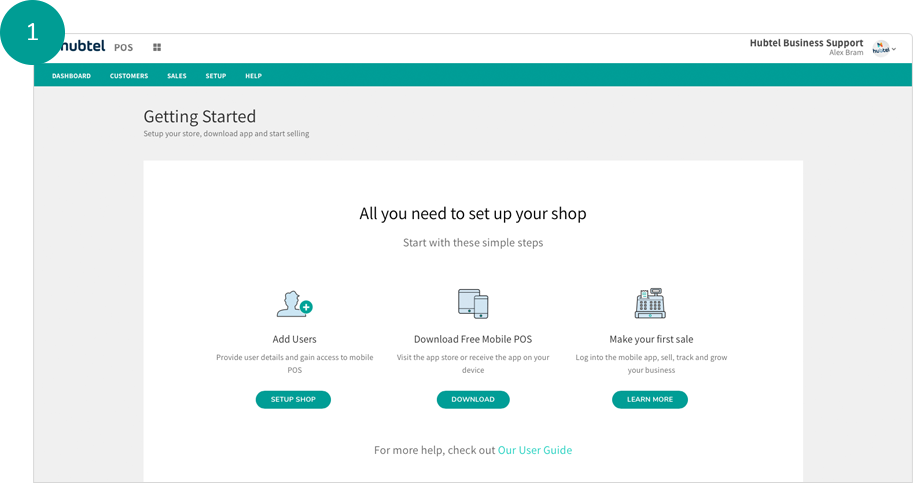 1
hubtel POS
Hubtel Business Support
Alex Bram
hubtel
DASHBOARD CUSTOMERS SALES SETUP HELP
Getting Started
Setup your store, download app and start selling
All you need to set up your shop
Start with these simple steps
Add Users
Provide user details and gain access to mobile
POS
SETUP SHOP
Download Free Mobile POS
Visit the app store or receive the app on your
device
DOWNLOAD
Make your first sale
Log into the mobile app, sell, track and grow
your business
LEARN MORE
For more help, check out Our User Guide